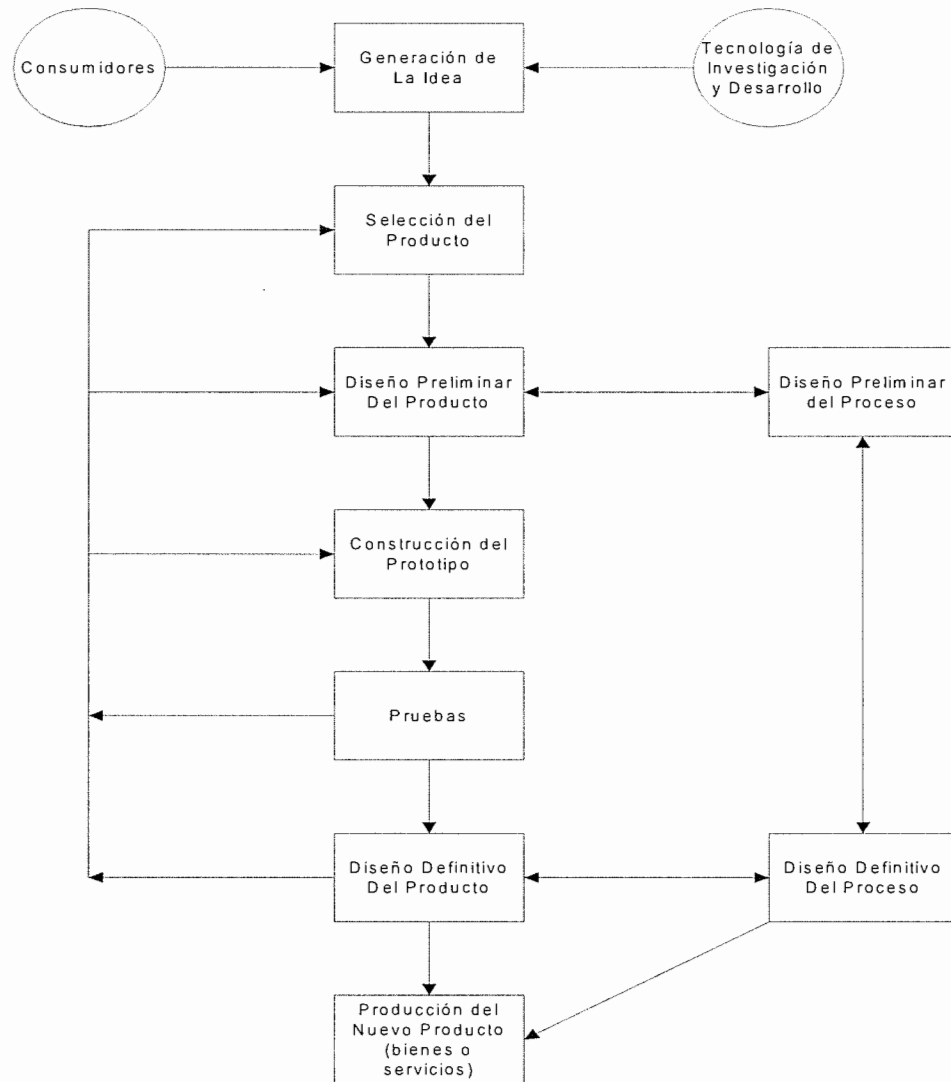 Consumidores
Generación de
La Idea
Tecnología de
Investigación
y Desarrollo
Selección del
Producto
Diseño Preliminar
Del Producto
Diseño Preliminar
del Proceso
Construcción del
Prototipo
Pruebas
Diseño Definitivo
Del Producto
Diseño Definitivo
Del Proceso
Producción del
Nuevo Producto
(bienes o
servicios)